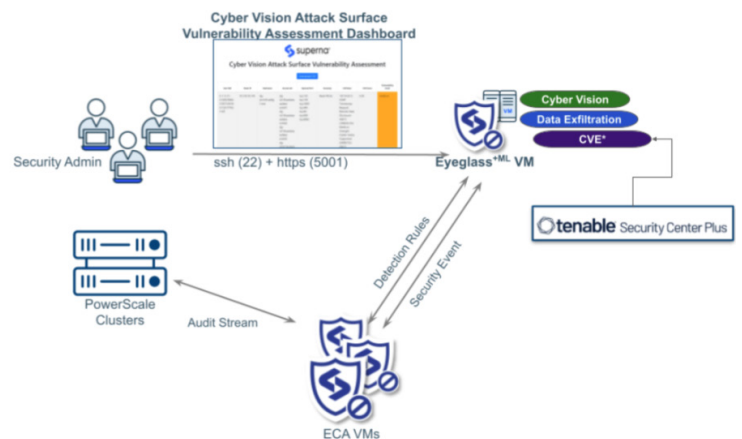 Cyber Vision Attack Surface
Vulnerability Assessment Dashboard
superna
Cyber Vision Attack Surface Vulnerability Assessment
Security Admin
ssh (22) + https (5001)
VM
Eyeglass+ML VM
Cyber Vision
Data Exfiltration
CVE*
tenable Security Center Plus
Detection Rules
Security Event
PowerScale
Clusters
Audit Stream
ECA VMs